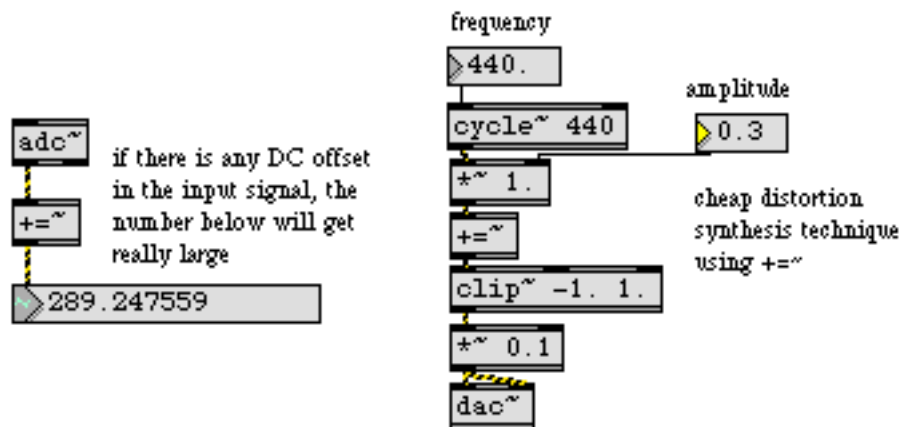 adc~
if there is any DC offset
in the input signal, the
number below will get
really large
+=~
289.247559
frequency
440.
cycle~ 440
amplitude
0.3
*~ 1.
+=~
clip~ -1. 1.
*~ 0.1
dac~
cheap distortion
synthesis technique
using +=~